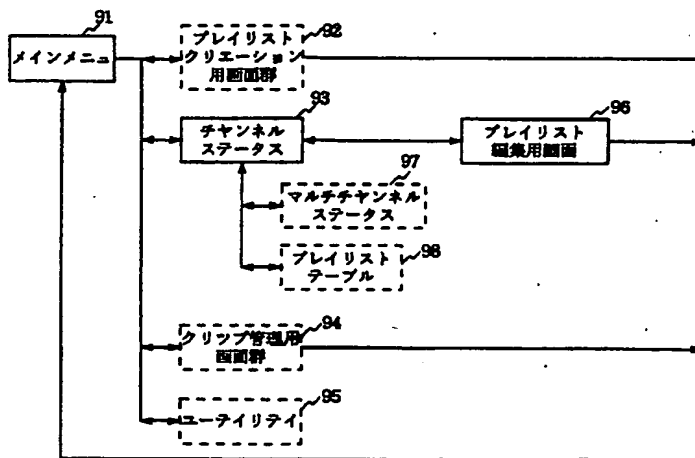 91
メインメニュ
92
プレイリスト
クリエーション
用画面群
93
チャンネル
ステータス
96
プレイリスト
編集用画面
97
マルチチャンネル
ステータス
98
プレイリスト
テーブル
94
クリツプ管理用
画面群
95
ユーテイリテイ